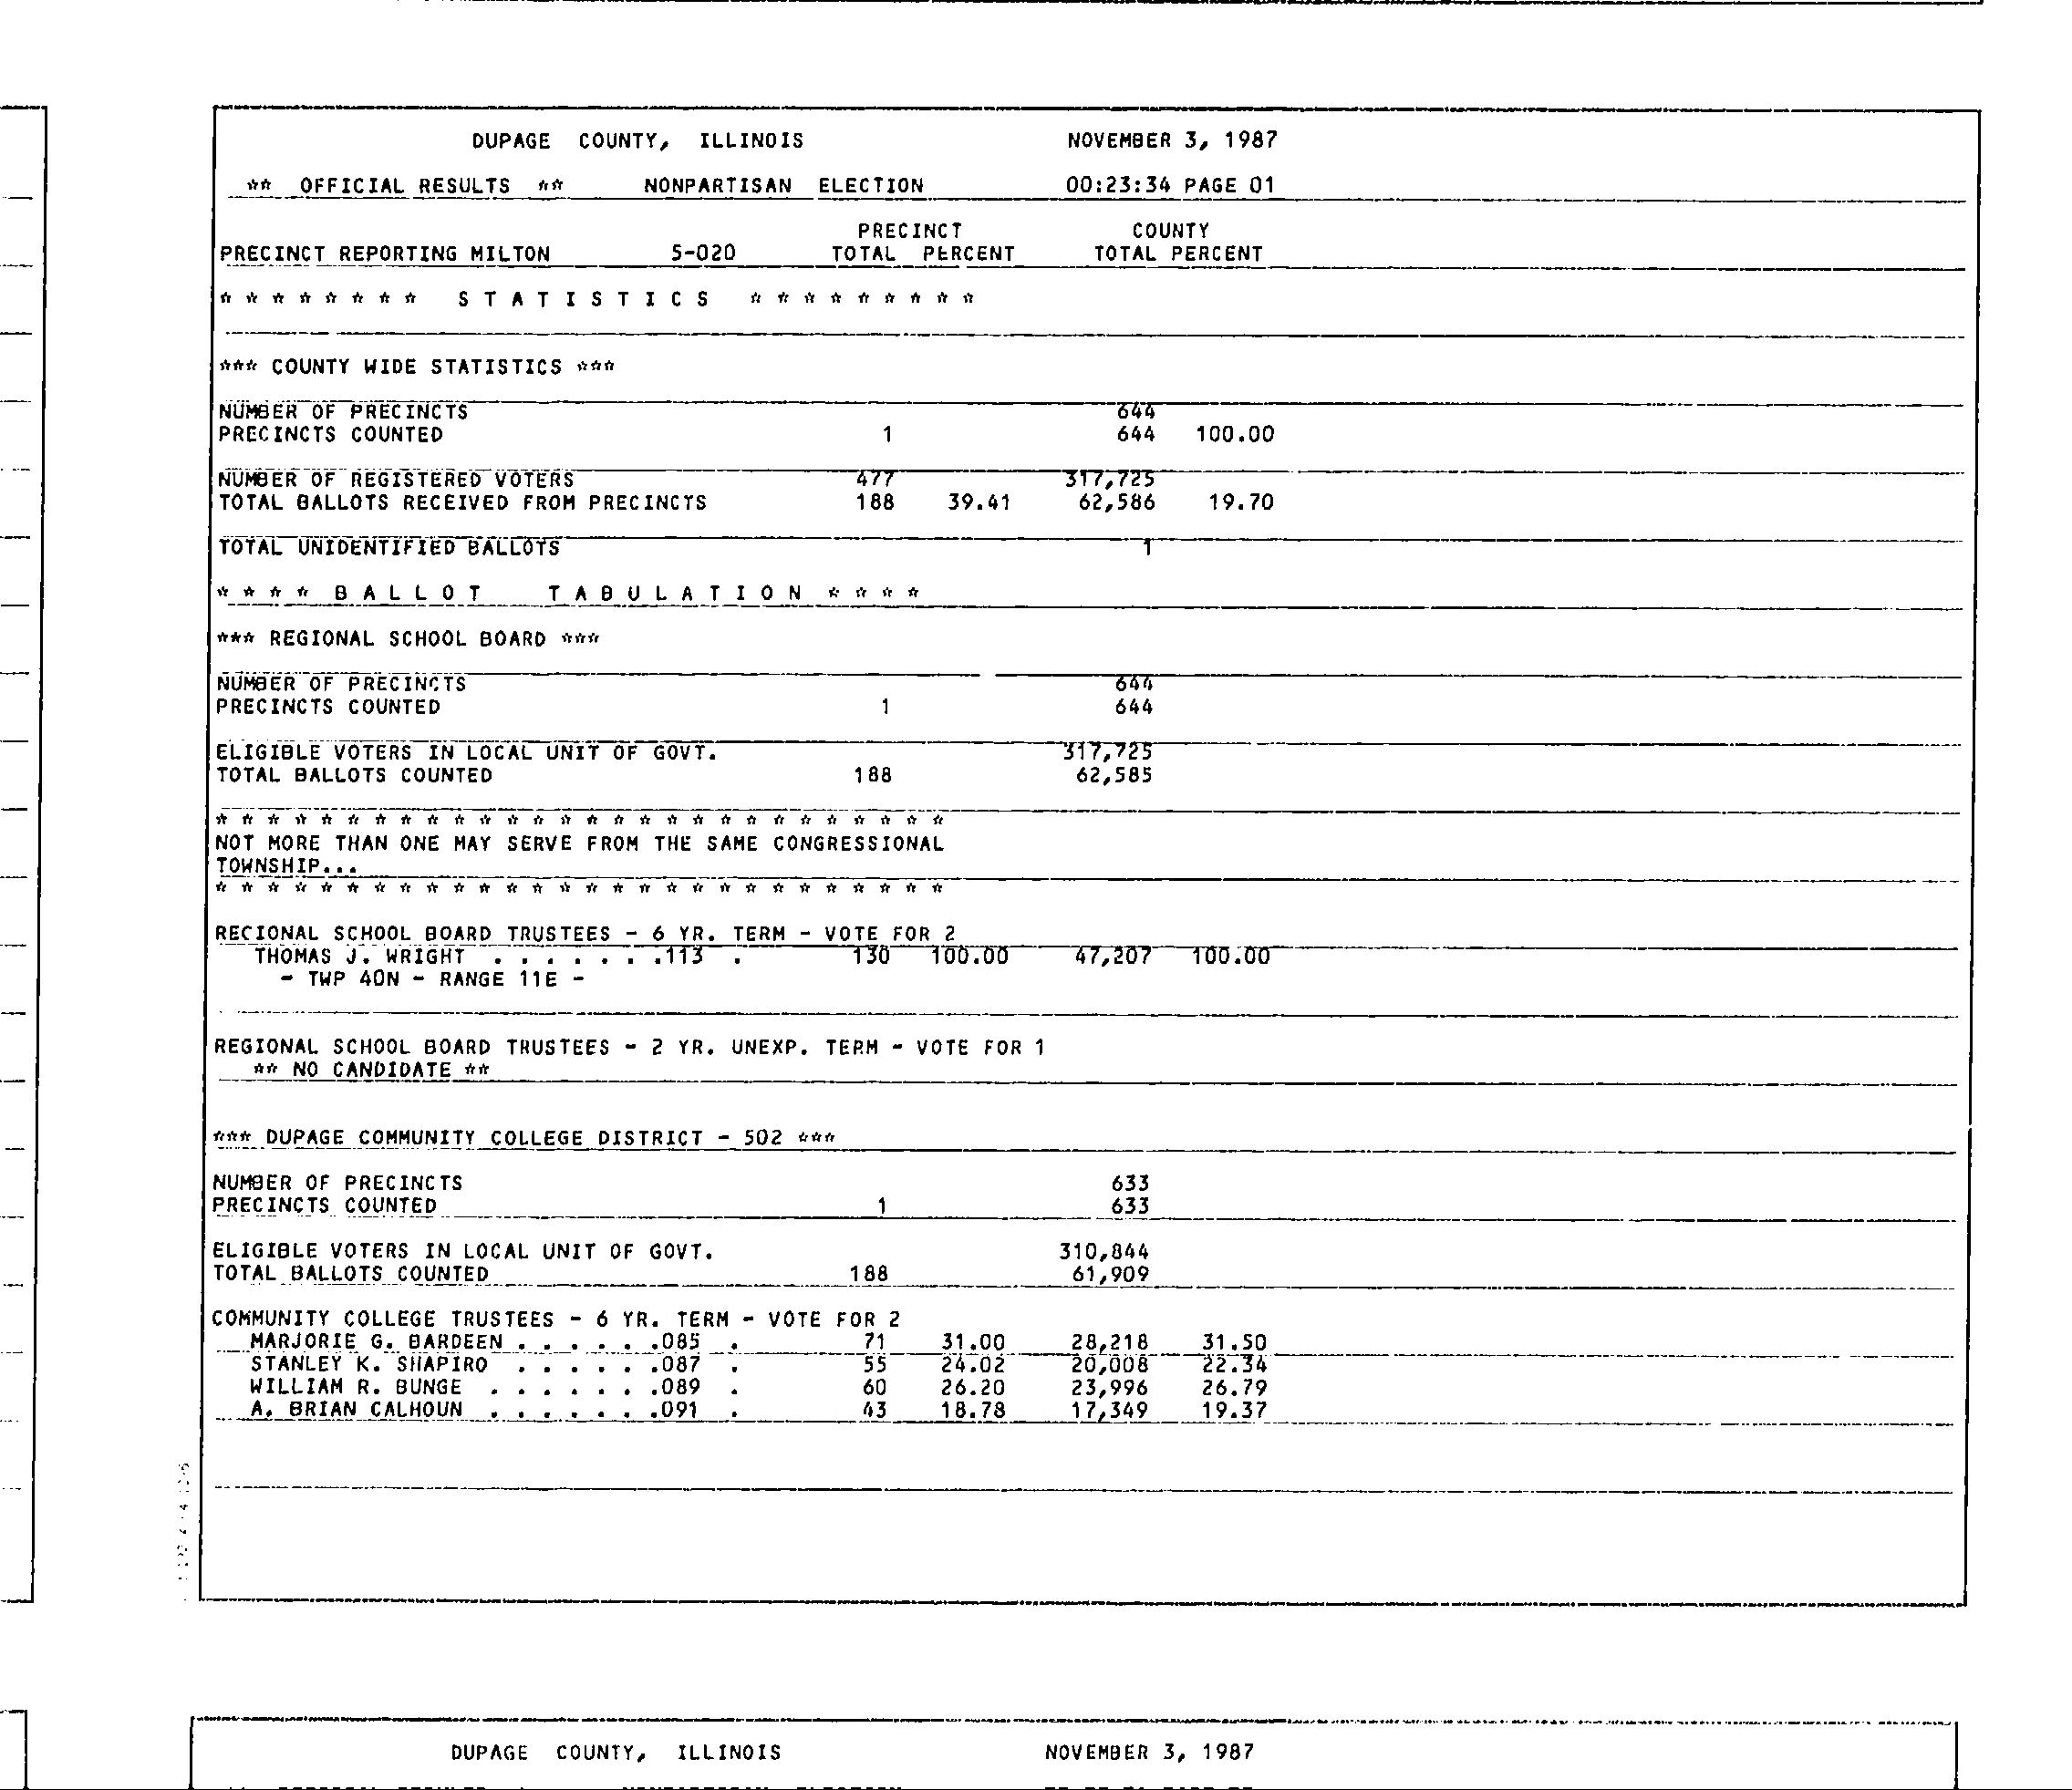 DUPAGE COUNTY, ILLINOIS NOVEMBER 3, 1987
** OFFICIAL RESULTS ** NONPARTISAN ELECTION 00:23:34 PAGE 01
PRECINCT COUNTY
PRECINCT REPORTING MILTON 5-020 TOTAL PERCENT TOTAL PERCENT
* * * * * * * * S T A T I S T I C S * * * * * * * * *
*** COUNTY WIDE STATISTICS ***
NUMBER OF PRECINCTS 644
PRECINCTS COUNTED 1 644 100.00
NUMBER OF REGISTERED VOTERS 477 317,725
TOTAL BALLOTS RECEIVED FROM PRECINCTS 188 39.41 62,586 19.70
TOTAL UNIDENTIFIED BALLOTS 1
* * * * B A L L O T T A B U L A T I O N * * * *
*** REGIONAL SCHOOL BOARD ***
NUMBER OF PRECINCTS 644
PRECINCTS COUNTED 1 644
ELIGIBLE VOTERS IN LOCAL UNIT OF GOVT. 317,725
TOTAL BALLOTS COUNTED 188 62,585
* * * * * * * * * * * * * * * * * * * * * * * * * * * *
NOT MORE THAN ONE MAY SERVE FROM THE SAME CONGRESSIONAL
TOWNSHIP...
* * * * * * * * * * * * * * * * * * * * * * * * * * * *
REGIONAL SCHOOL BOARD TRUSTEES - 6 YR. TERM - VOTE FOR 2
THOMAS J. WRIGHT . . . . . . .113 . 130 100.00 47,207 100.00
- TWP 40N - RANGE 11E -
REGIONAL SCHOOL BOARD TRUSTEES - 2 YR. UNEXP. TERM - VOTE FOR 1
** NO CANDIDATE **
*** DUPAGE COMMUNITY COLLEGE DISTRICT - 502 ***
NUMBER OF PRECINCTS 633
PRECINCTS COUNTED 1 633
ELIGIBLE VOTERS IN LOCAL UNIT OF GOVT. 310,844
TOTAL BALLOTS COUNTED 188 61,909
COMMUNITY COLLEGE TRUSTEES - 6 YR. TERM - VOTE FOR 2
MARJORIE G. BARDEEN . . . . . .085 . 71 31.00 28,218 31.50
STANLEY K. SHAPIRO . . . . . .087 . 55 24.02 20,008 22.34
WILLIAM R. BUNGE . . . . . . .089 . 60 26.20 23,996 26.79
A. BRIAN CALHOUN . . . . . . .091 . 43 18.78 17,349 19.37
DUPAGE COUNTY, ILLINOIS NOVEMBER 3, 1987